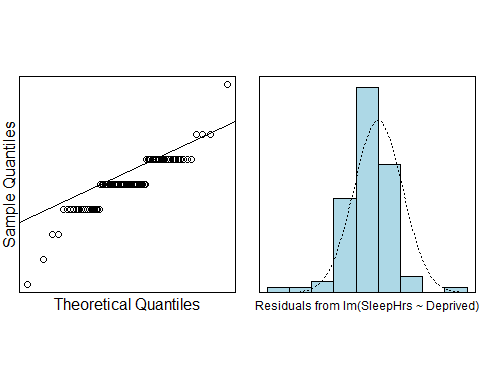 Sample Quantiles
Theoretical Quantiles
Residuals from lm(SleepHrs ~ Deprived)